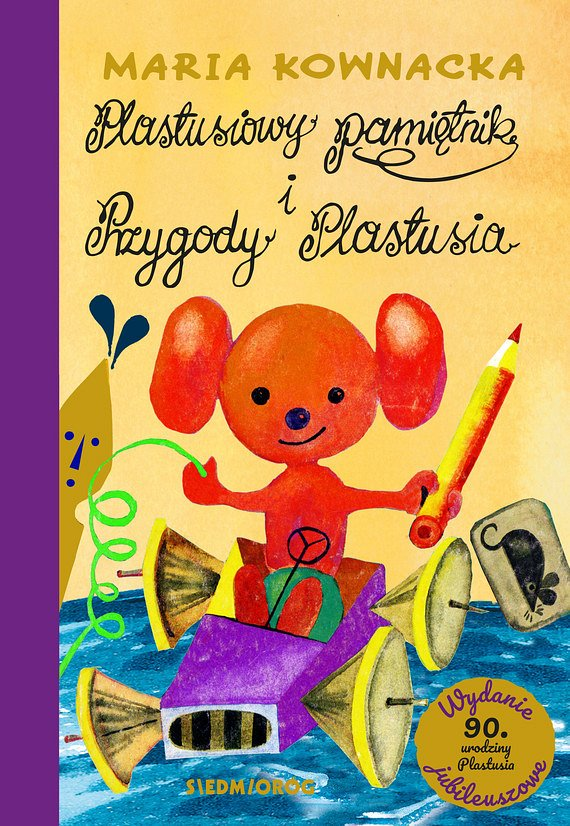 MARIA KOWNACKA
Plastusiowy pamiętnik
i
Przygody Plastusia
Wydanie
90.
urodziny
Plastusia
jubileuszowe
SIEDMIORÓG